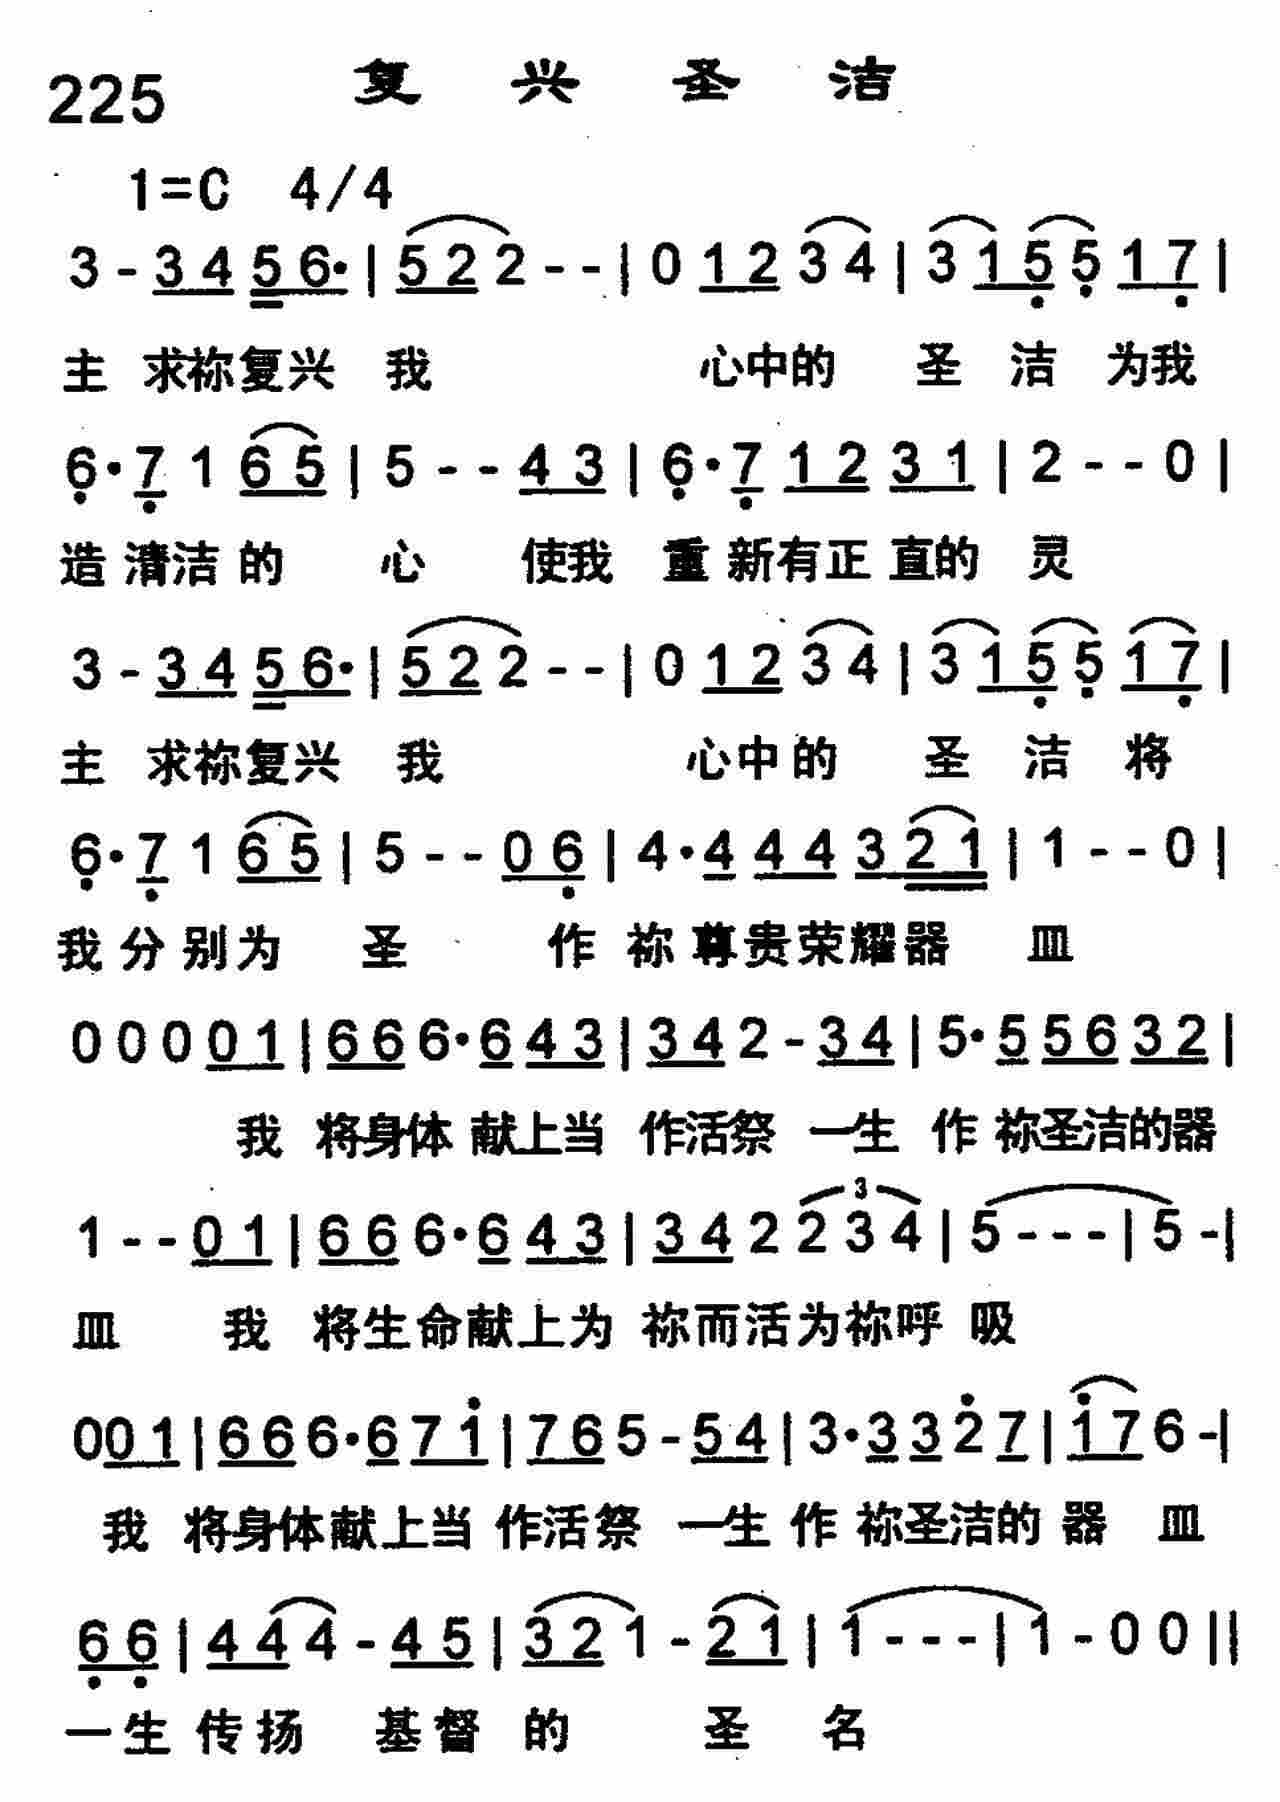 225 复兴圣洁
1=C 4/4
3 - 3 4 5 6· | 5 2 2 - - | 0 1 2 3 4 | 3 1 5 5 1 7 |
主 求祢复兴 我 心中的 圣 洁 为我
6· 7 1 6 5 | 5 - - 4 3 | 6· 7 1 2 3 1 | 2 - - 0 |
造 清洁的 心 使我 重 新有正 直的 灵
3 - 3 4 5 6· | 5 2 2 - - | 0 1 2 3 4 | 3 1 5 5 1 7 |
主 求祢复兴 我 心中的 圣 洁 将
6· 7 1 6 5 | 5 - - 0 6 | 4· 4 4 4 3 2 1 | 1 - - 0 |
我分别为 圣 作 祢尊贵荣耀器 皿
0 0 0 0 1 | 6 6 6· 6 4 3 | 3 4 2 - 3 4 | 5· 5 5 6 3 2 |
我 将身体 献上当 作活祭 一生 作 祢圣洁的器
1 - - 0 1 | 6 6 6· 6 4 3 | 3 4 2 2 3 4 | 5 - - - | 5 - |
3
皿 我 将生命献上为 祢而活为祢呼 吸
0 0 1 | 6 6 6· 6 7 1 | 7 6 5 - 5 4 | 3· 3 3 2 7 | 1 7 6 - |
我 将身体献上当 作活祭 一生 作 祢圣洁的 器 皿
6 6 | 4 4 4 - 4 5 | 3 2 1 - 2 1 | 1 - - - | 1 - 0 0 ||
一生 传扬 基督 的 圣 名